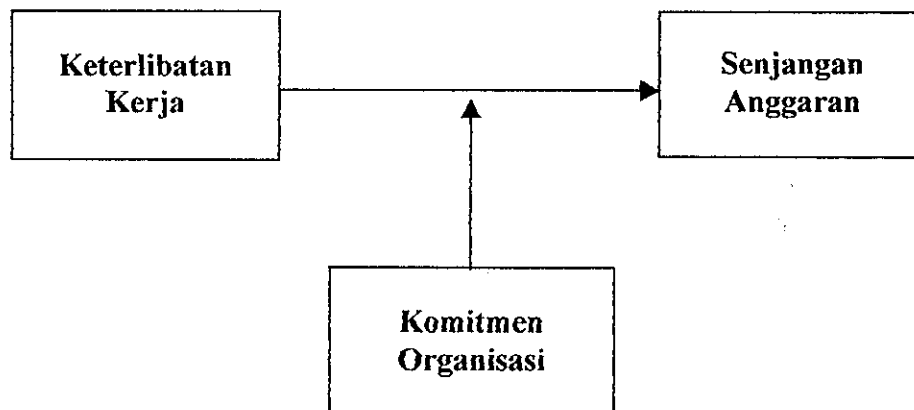 Keterlibatan
Kerja
Senjangan
Anggaran
Komitmen
Organisasi